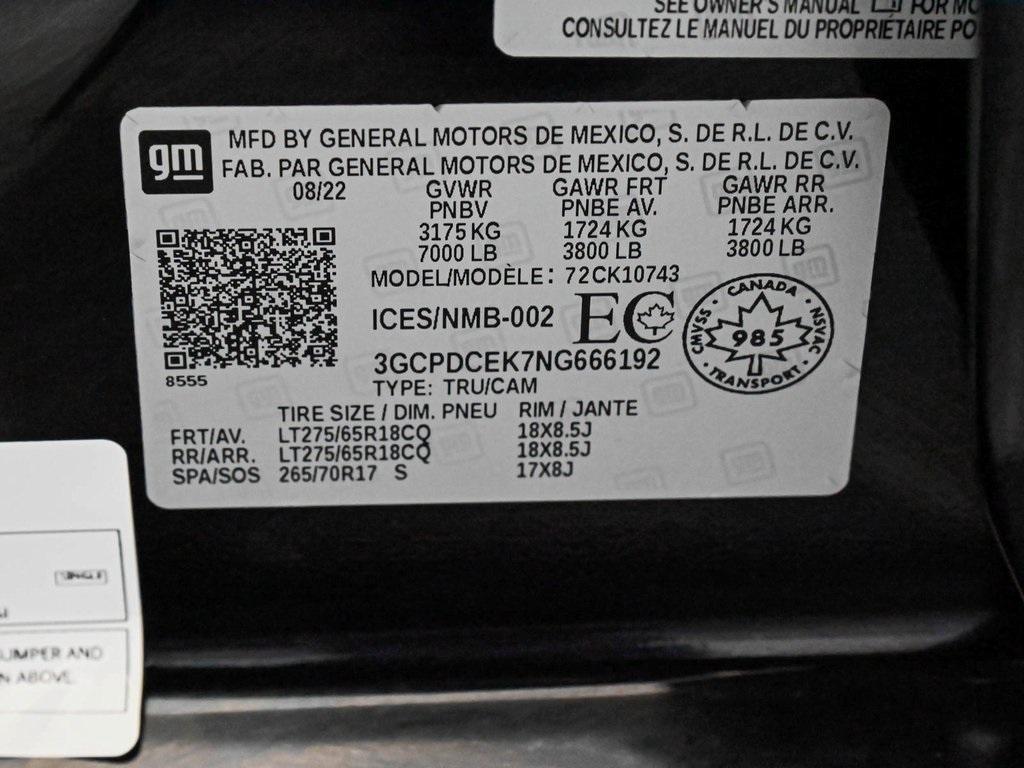 SEE OWNER'S MANUAL FOR MO
CONSULTEZ LE MANUEL DU PROPRIÉTAIRE PO
gm
MFD BY GENERAL MOTORS DE MEXICO, S. DE R.L. DE C.V.
FAB. PAR GENERAL MOTORS DE MEXICO, S. DE R.L. DE C.V.
08/22 GVWR GAWR FRT GAWR RR
PNBV PNBE AV. PNBE ARR.
3175 KG 1724 KG 1724 KG
7000 LB 3800 LB 3800 LB
MODEL/MODÈLE: 72CK10743
ICES/NMB-002 EC
CANADA
CMVSS · 985 · NSVAC
TRANSPORT
3GCPDCEK7NG666192
8555
TYPE: TRU/CAM
TIRE SIZE / DIM. PNEU RIM / JANTE
FRT/AV. LT275/65R18CQ 18X8.5J
RR/ARR. LT275/65R18CQ 18X8.5J
SPA/SOS 265/70R17 S 17X8J
SINGLE
UMPER AND
N ABOVE.